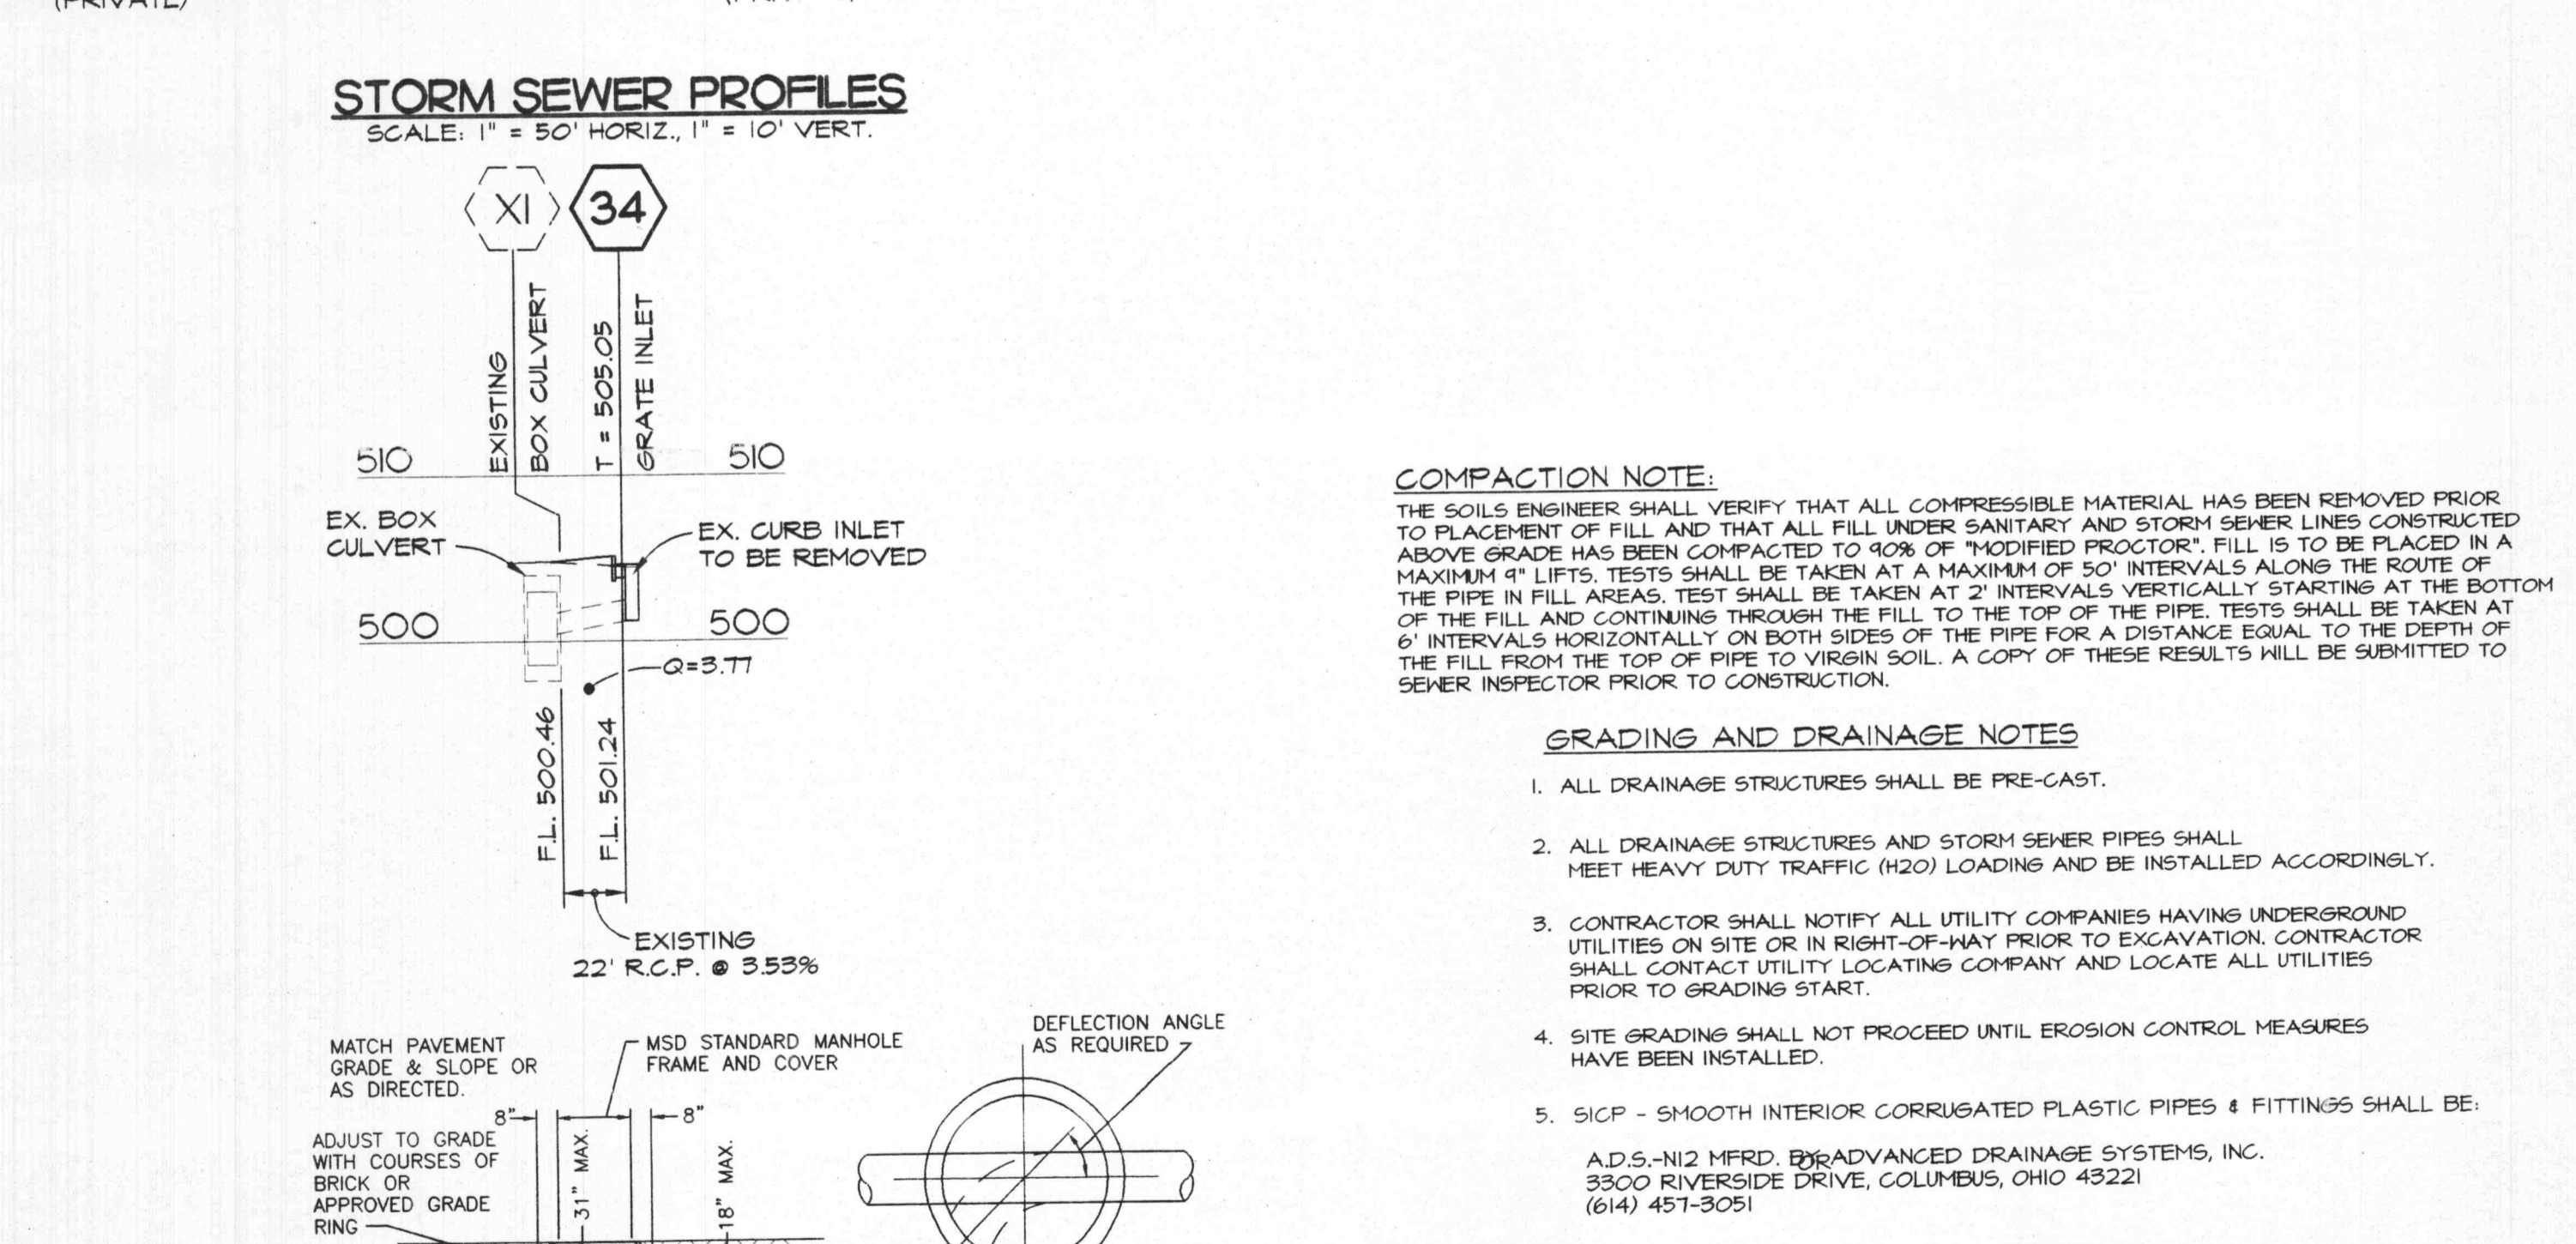 (PRIVATE)
STORM SEWER PROFILES
SCALE: 1" = 50' HORIZ., 1" = 10' VERT.
X1
34
EXISTING
BOX CULVERT
T = 505.05
GRATE INLET
510
510
EX. BOX
CULVERT
EX. CURB INLET
TO BE REMOVED
500
500
Q=3.77
F.L. 500.46
F.L. 501.24
EXISTING
22' R.C.P. @ 3.53%
MATCH PAVEMENT
GRADE & SLOPE OR
AS DIRECTED.
MSD STANDARD MANHOLE
FRAME AND COVER
8"
8"
ADJUST TO GRADE
WITH COURSES OF
BRICK OR
APPROVED GRADE
RING
31" MAX.
18" MAX.
DEFLECTION ANGLE
AS REQUIRED
COMPACTION NOTE:
THE SOILS ENGINEER SHALL VERIFY THAT ALL COMPRESSIBLE MATERIAL HAS BEEN REMOVED PRIOR
TO PLACEMENT OF FILL AND THAT ALL FILL UNDER SANITARY AND STORM SEWER LINES CONSTRUCTED
ABOVE GRADE HAS BEEN COMPACTED TO 90% OF "MODIFIED PROCTOR". FILL IS TO BE PLACED IN A
MAXIMUM 9" LIFTS. TESTS SHALL BE TAKEN AT A MAXIMUM OF 50' INTERVALS ALONG THE ROUTE OF
THE PIPE IN FILL AREAS. TEST SHALL BE TAKEN AT 2' INTERVALS VERTICALLY STARTING AT THE BOTTOM
OF THE FILL AND CONTINUING THROUGH THE FILL TO THE TOP OF THE PIPE. TESTS SHALL BE TAKEN AT
6' INTERVALS HORIZONTALLY ON BOTH SIDES OF THE PIPE FOR A DISTANCE EQUAL TO THE DEPTH OF
THE FILL FROM THE TOP OF PIPE TO VIRGIN SOIL. A COPY OF THESE RESULTS WILL BE SUBMITTED TO
SEWER INSPECTOR PRIOR TO CONSTRUCTION.
GRADING AND DRAINAGE NOTES
1. ALL DRAINAGE STRUCTURES SHALL BE PRE-CAST.
2. ALL DRAINAGE STRUCTURES AND STORM SEWER PIPES SHALL
MEET HEAVY DUTY TRAFFIC (H20) LOADING AND BE INSTALLED ACCORDINGLY.
3. CONTRACTOR SHALL NOTIFY ALL UTILITY COMPANIES HAVING UNDERGROUND
UTILITIES ON SITE OR IN RIGHT-OF-WAY PRIOR TO EXCAVATION. CONTRACTOR
SHALL CONTACT UTILITY LOCATING COMPANY AND LOCATE ALL UTILITIES
PRIOR TO GRADING START.
4. SITE GRADING SHALL NOT PROCEED UNTIL EROSION CONTROL MEASURES
HAVE BEEN INSTALLED.
5. SICP - SMOOTH INTERIOR CORRUGATED PLASTIC PIPES & FITTINGS SHALL BE:
A.D.S.-N12 MFRD. ADVANCED DRAINAGE SYSTEMS, INC.
3300 RIVERSIDE DRIVE, COLUMBUS, OHIO 43221
(614) 457-3051